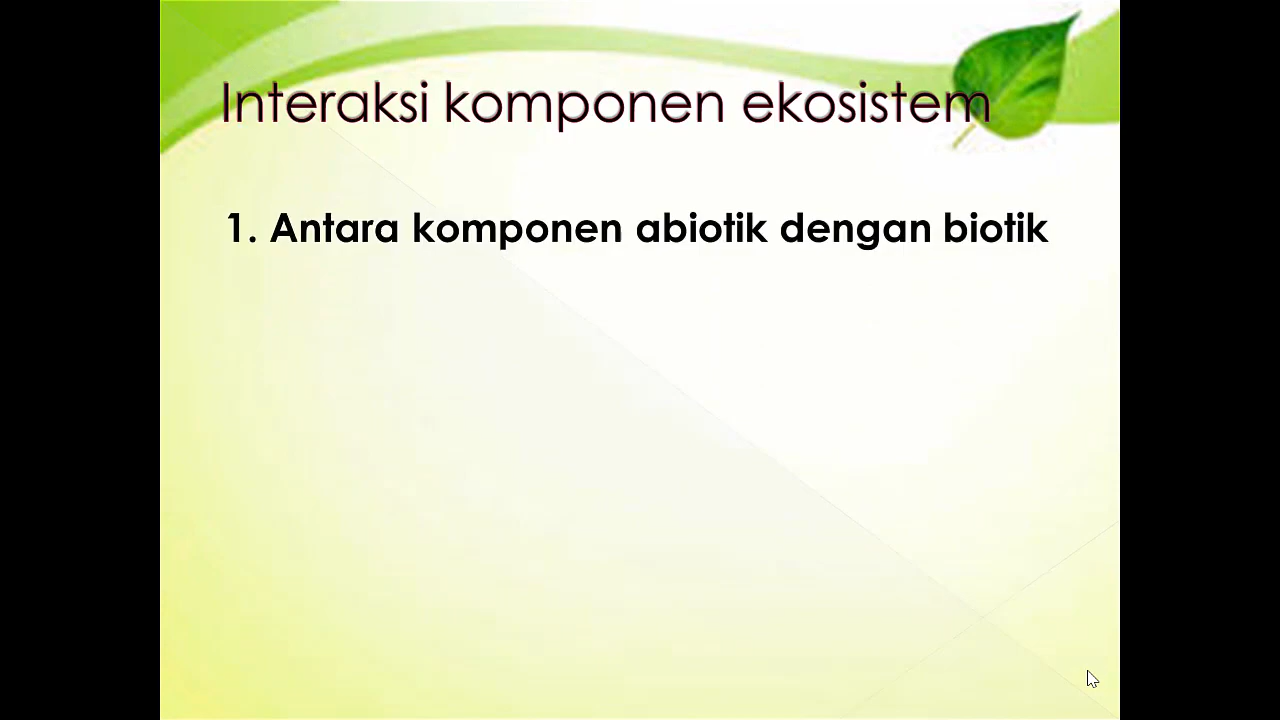 Interaksi komponen ekosistem
1. Antara komponen abiotik dengan biotik